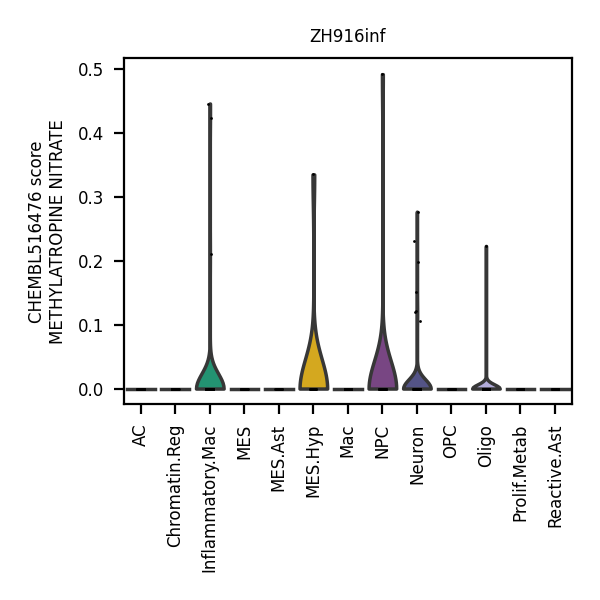 ZH916inf
CHEMBL516476 score
METHYLATROPINE NITRATE
0.5
0.4
0.3
0.2
0.1
0.0
AC
Chromatin.Reg
Inflammatory.Mac
MES
MES.Ast
MES.Hyp
Mac
NPC
Neuron
OPC
Oligo
Prolif.Metab
Reactive.Ast